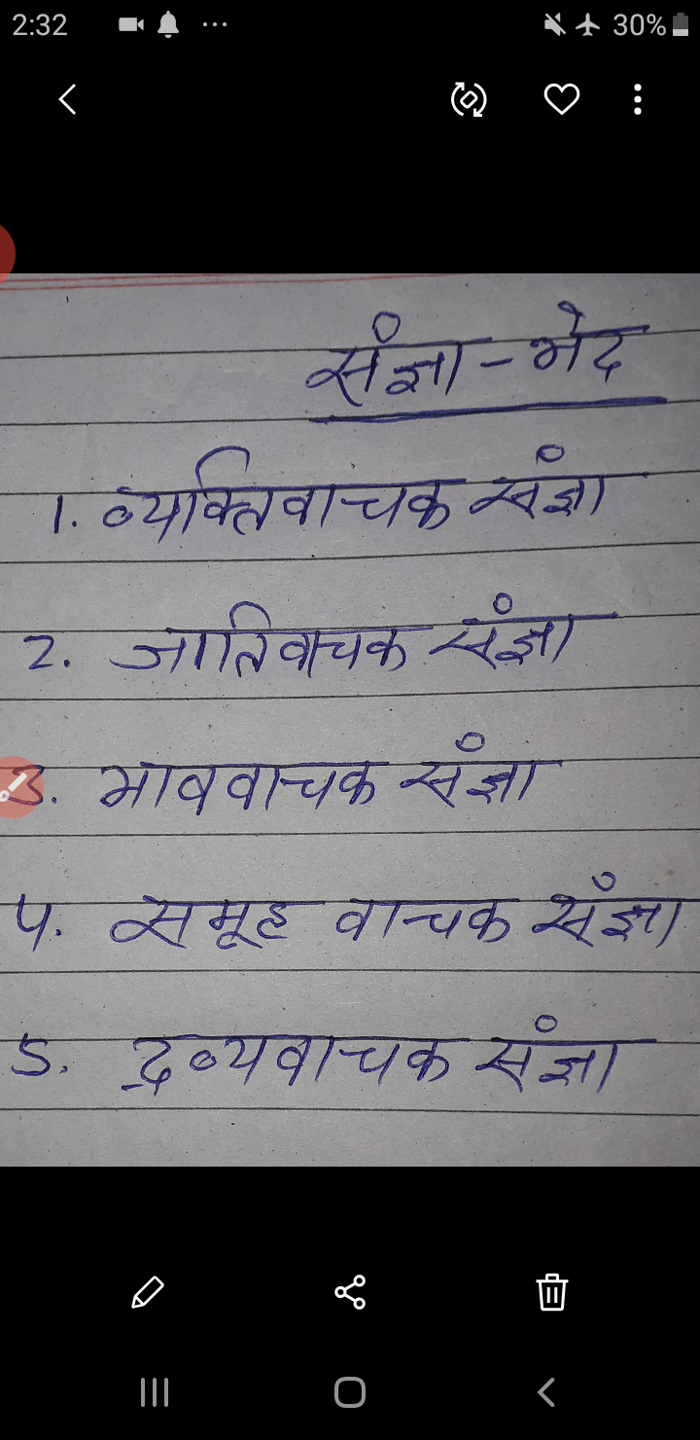 2:32 ... 30%
संज्ञा - भेद
1. व्यक्तिवाचक संज्ञा
2. जातिवाचक संज्ञा
3. भाववाचक संज्ञा
4. समूह वाचक संज्ञा
5. द्रव्यवाचक संज्ञा